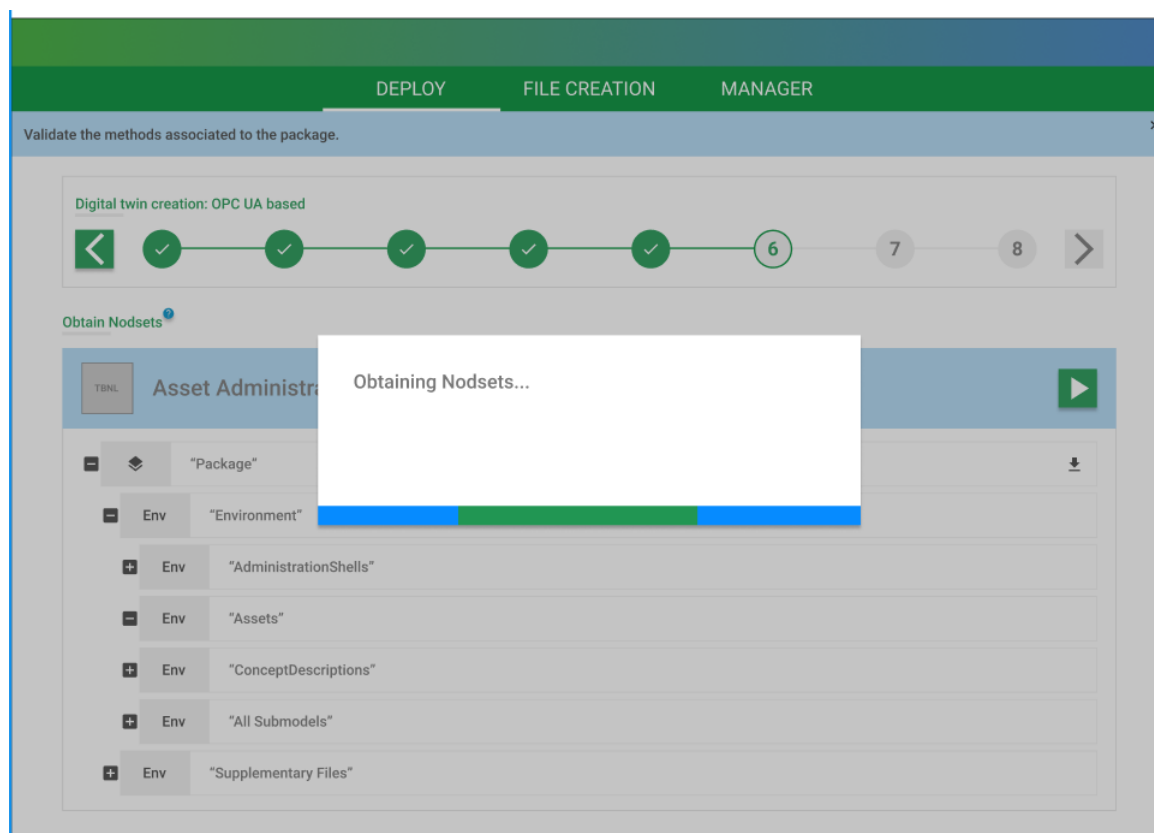 DEPLOY FILE CREATION MANAGER
Validate the methods associated to the package.
Digital twin creation: OPC UA based
6 7 8
Obtain Nodsets
TBNL Asset
Obtaining Nodsets...
"Package"
Env "Environment"
Env "AdministrationShells"
Env "Assets"
Env "ConceptDescriptions"
Env "All Submodels"
Env "Supplementary Files"